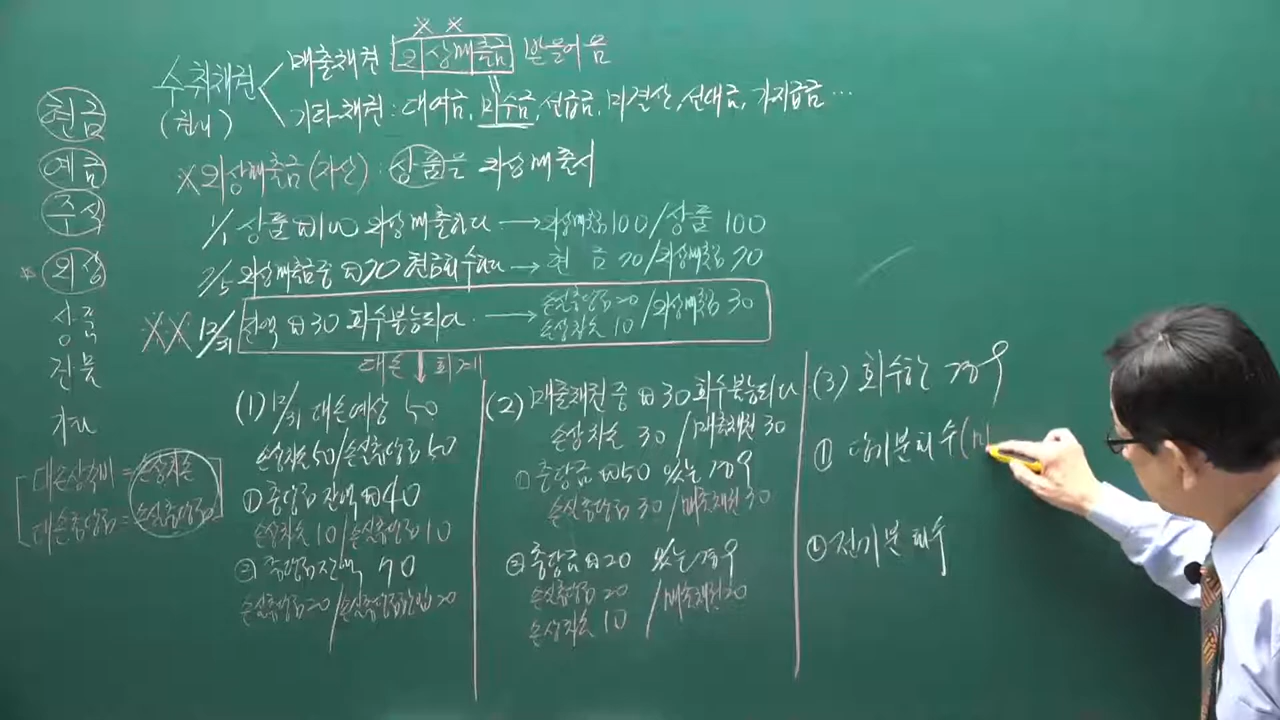 ※ ※
수취채권
(채권)
매출채권 외상매출금 받을어음
기타채권 : 대여금, 미수금, 선급금, 미결산, 선대금, 가지급금 …
현금
예금
주식
※ 외상
상품
건물
※외상매출금(자산) : 상품을 외상매출시
1/1 상품 ₩100 외상매출하다 → 외상매출금 100 / 상품 100
2/5 외상매출금 중 ₩70 현금회수하다 → 현 금 70 / 외상매출금 70
※※ 12/31 잔액 ₩30 회수불능되다. → 손실충당금 20 / 외상매출금 30
손상차손 10
대손 회계
대손상각비 = 손상차손
대손충당금 = 손실충당금
(1) 12/31 대손예상 50
손상차손 50 / 손실충당금 50
① 충당금 잔액 ₩40
손상차손 10 / 손실충당금 10
② 충당금 잔액 70
손실충당금 20 / 손실충당금환입 20
(2) 매출채권 중 ₩30 회수불능되다
손상차손 30 / 매출채권 30
① 충당금 ₩50 있는 경우
손실충당금 30 / 매출채권 30
② 충당금 ₩20 있는 경우
손실충당금 20 / 매출채권 20
손상차손 10
(3) 회수하는 경우
① 당기분 회수(
② 전기분 회수